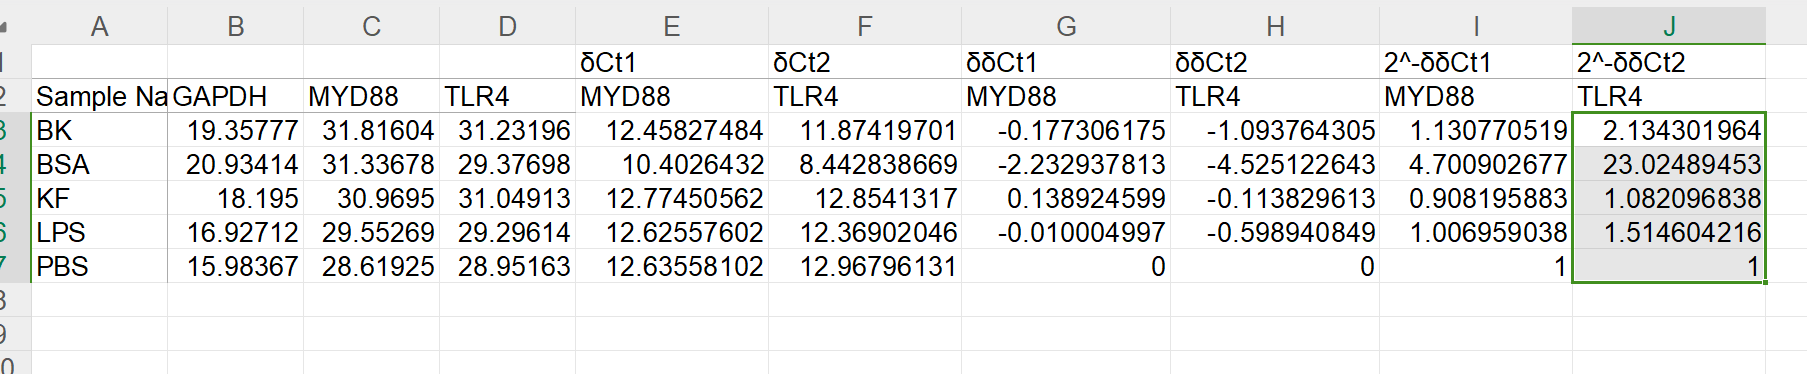 A B C D E F G H I J
1 δCt1 δCt2 δδCt1 δδCt2 2^-δδCt1 2^-δδCt2
2 Sample Na GAPDH MYD88 TLR4 MYD88 TLR4 MYD88 TLR4 MYD88 TLR4
3 BK 19.35777 31.81604 31.23196 12.45827484 11.87419701 -0.177306175 -1.093764305 1.130770519 2.134301964
4 BSA 20.93414 31.33678 29.37698 10.4026432 8.442838669 -2.232937813 -4.525122643 4.700902677 23.02489453
5 KF 18.195 30.9695 31.04913 12.77450562 12.8541317 0.138924599 -0.113829613 0.908195883 1.082096838
6 LPS 16.92712 29.55269 29.29614 12.62557602 12.36902046 -0.010004997 -0.598940849 1.006959038 1.514604216
7 PBS 15.98367 28.61925 28.95163 12.63558102 12.96796131 0 0 1 1
8
9
0